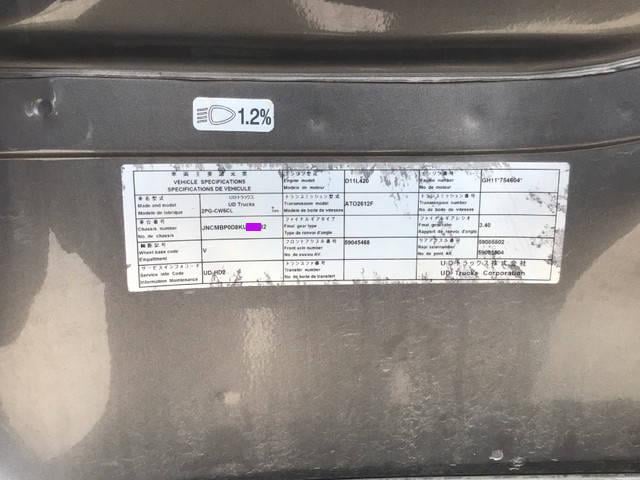 1.2%
車両主要諸元票
VEHICLE SPECIFICATIONS
SPECIFICATIONS DE VEHICULE
エンジン型式
Engine model
Modele de moteur
D11L420
エンジン番号
Engine number
No. de moteur
GH11*754604*
車名型式
Make and model
Modele de fabrique
UDトラックス
UD Trucks
2PG-CW5CL
トランスミッション型式
Transmission model
Modele de boite de vitesses
ATO2612F
トランスミッション番号
Transmission number
No. de boite de vitesses
車台番号
Chassis number
No. de chassis
JNCMBP0D8KU
ファイナルギアタイプ
Final gear type
Type de renvoi d'angle
ファイナルギアレシオ
Final gear ratio
Rapport de renvoi d'angle
3.40
軸距記号
Wheel base code
Empattement
V
フロントアクスル番号
Front axle number
No. de essieu AV.
59045468
リアアクスル番号
Rear axle number
No. de pont AR.
サービスインフォコード
Service info Code
Information Maintenance
UD-HD2
トランスファ番号
Transfer number
No. de boite de transfert
UDトラックス株式会社
UD Trucks Corporation